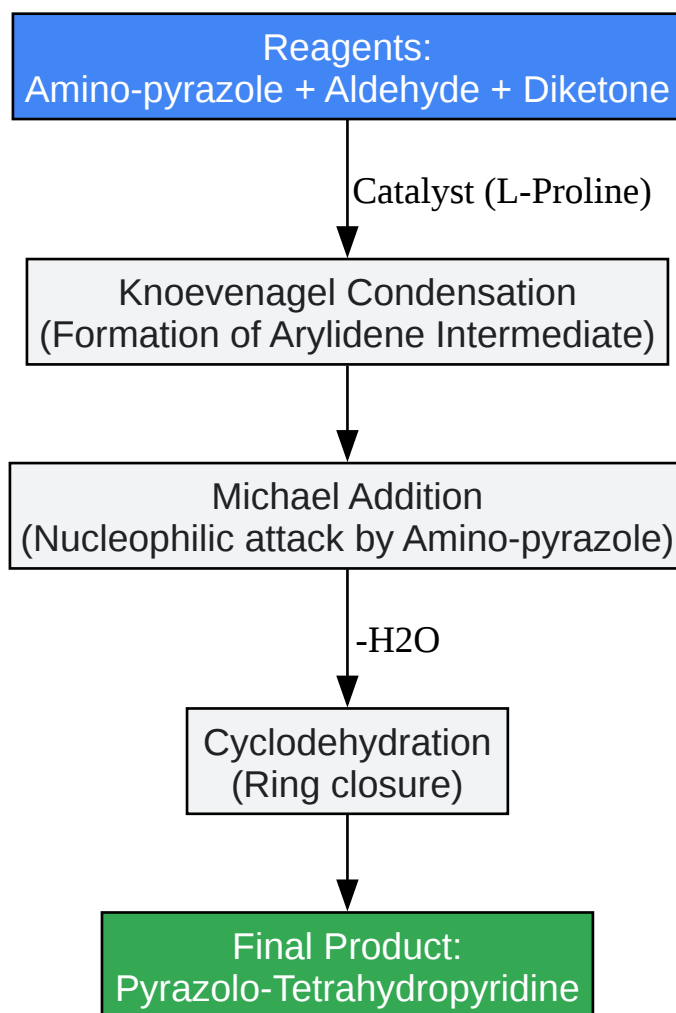 Reagents:
Amino-pyrazole + Aldehyde + Diketone
Catalyst (L-Proline)
Knoevenagel Condensation
(Formation of Arylidene Intermediate)
Michael Addition
(Nucleophilic attack by Amino-pyrazole)
-H2O
Cyclodehydration
(Ring closure)
Final Product:
Pyrazolo-Tetrahydropyridine